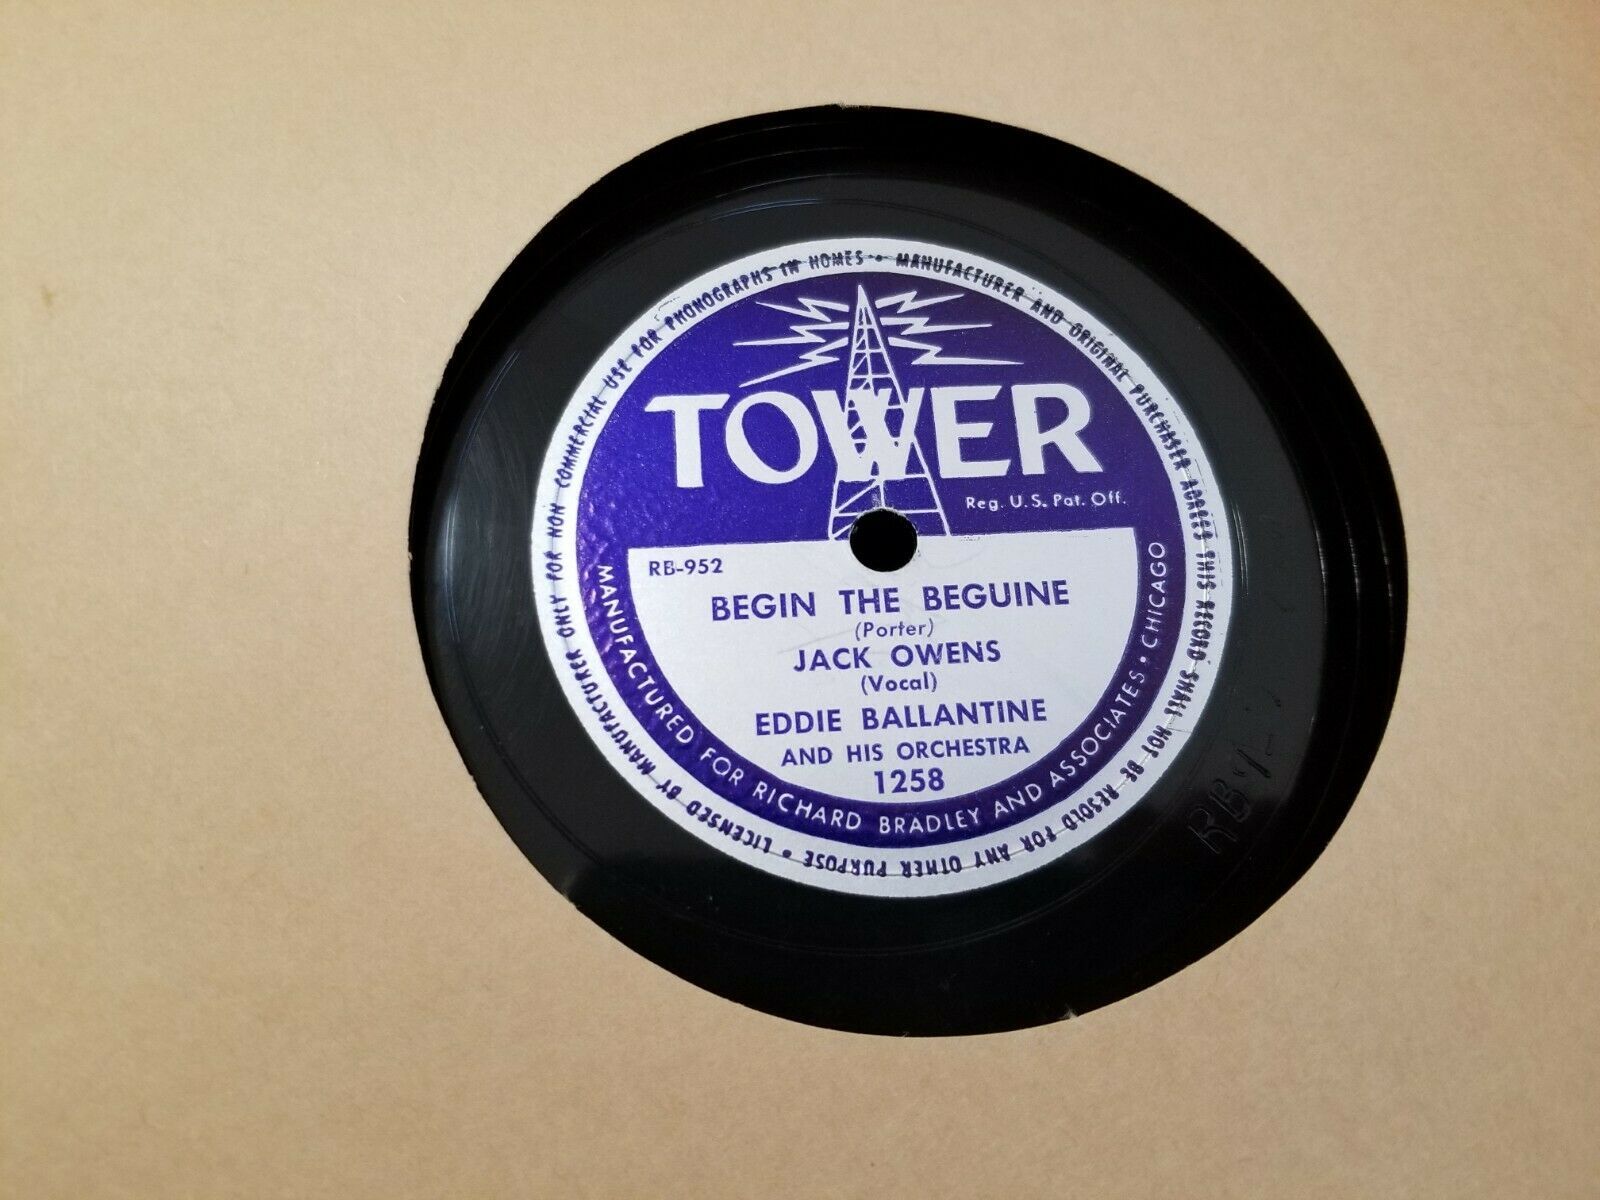 MANUFACTURER AND ORIGINAL PURCHASER AGREES THIS RECORD SHALL NOT BE RESOLD FOR ANY OTHER PURPOSE • LICENSED BY MANUFACTURER ONLY FOR NON COMMERCIAL USE FOR PHONOGRAPHS IN HOMES •
TOWER
Reg. U.S. Pat. Off.
RB-952
BEGIN THE BEGUINE
(Porter)
JACK OWENS
(Vocal)
EDDIE BALLANTINE
AND HIS ORCHESTRA
1258
MANUFACTURED FOR RICHARD BRADLEY AND ASSOCIATES • CHICAGO